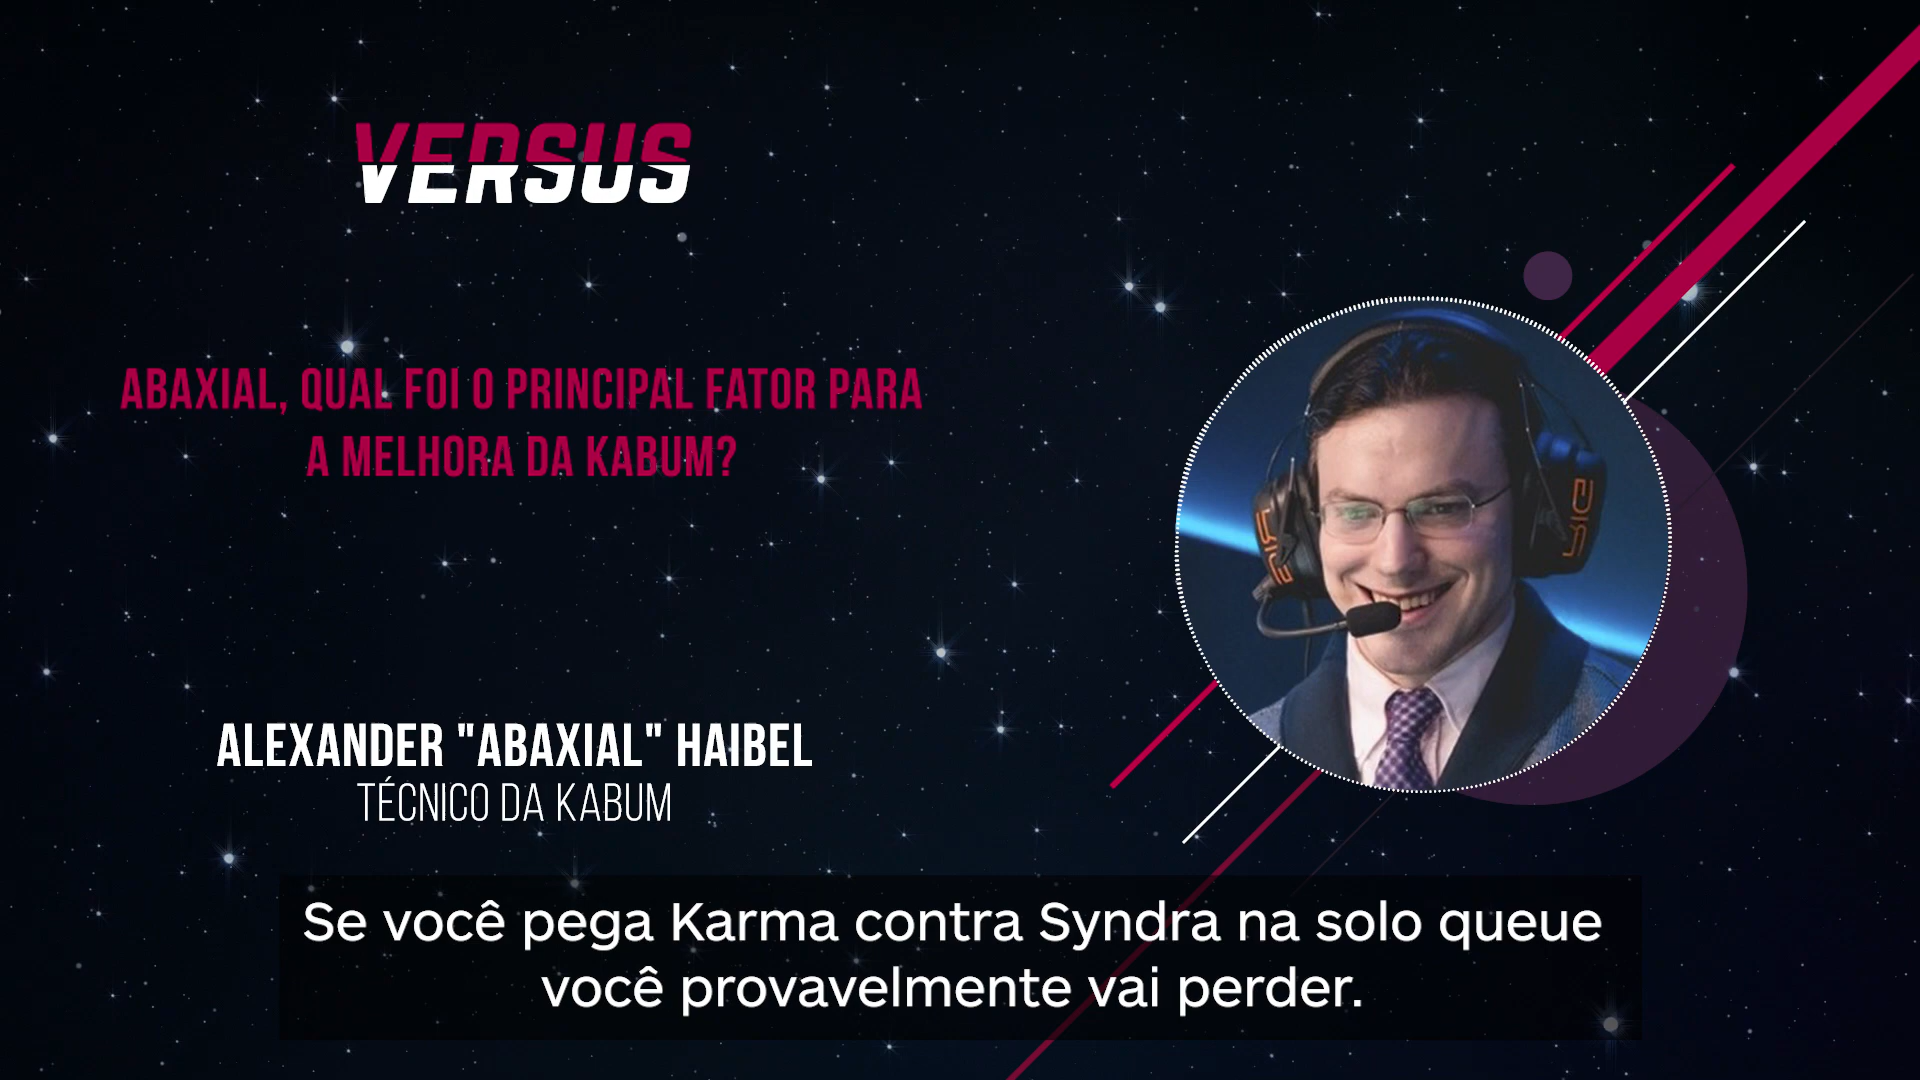 VERSUS
ABAXIAL, QUAL FOI O PRINCIPAL FATOR PARA
A MELHORA DA KABUM?
ALEXANDER "ABAXIAL" HAIBEL
TÉCNICO DA KABUM
Se você pega Karma contra Syndra na solo queue
você provavelmente vai perder.